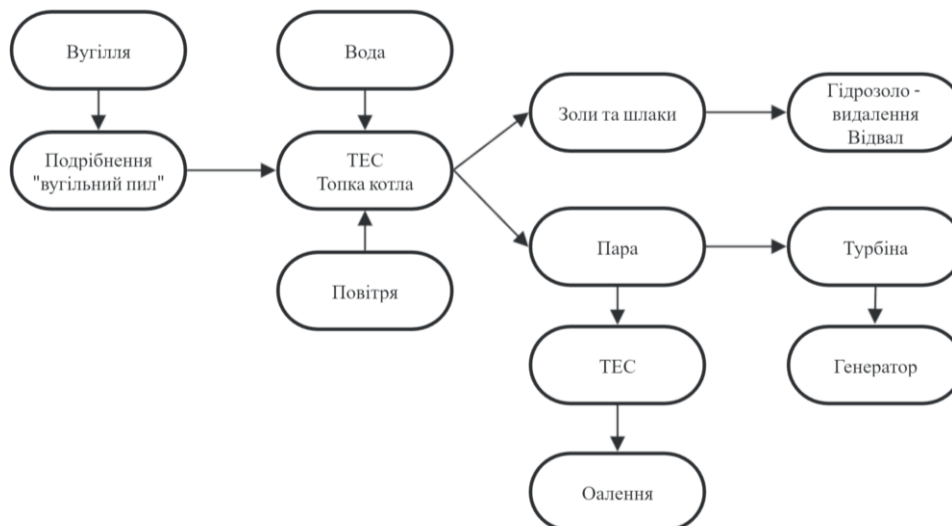 Вугілля
Вода
Золи та шлаки
Гідрозоло -
видалення
Відвал
Подрібнення
"вугільний пил"
ТЕС
Топка котла
Пара
Турбіна
Повітря
ТЕС
Генератор
Оалення